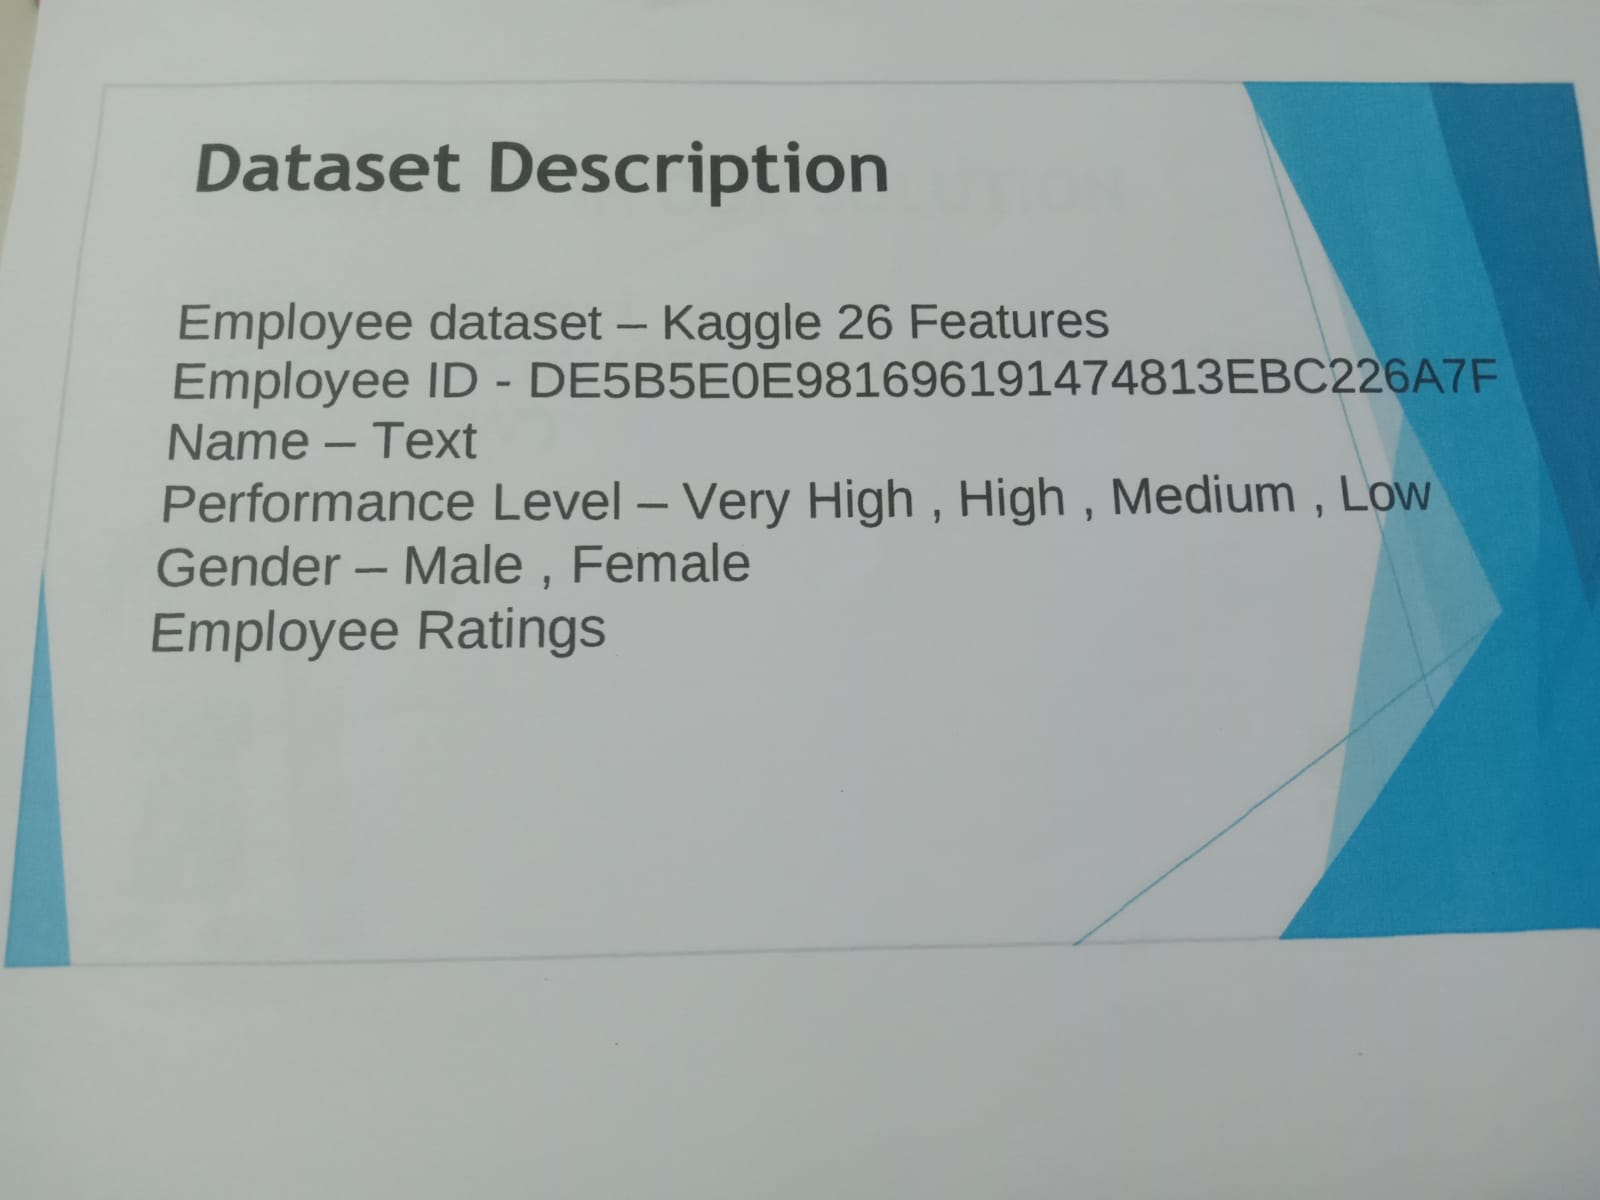 Dataset Description
Employee dataset – Kaggle 26 Features
Employee ID - DE5B5E0E981696191474813EBC226A7F
Name – Text
Performance Level – Very High , High , Medium , Low
Gender – Male , Female
Employee Ratings